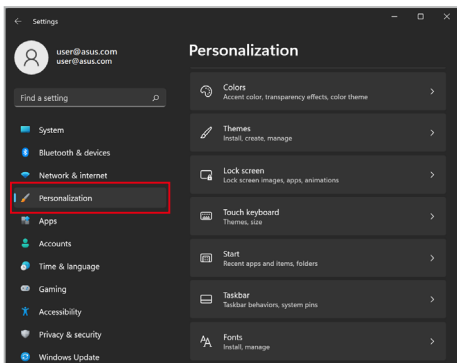 Settings
user@asus.com
user@asus.com
Find a setting
System
Bluetooth & devices
Network & internet
Personalization
Apps
Accounts
Time & language
Gaming
Accessibility
Privacy & security
Windows Update
Personalization
Colors
Accent color, transparency effects, color theme
Themes
Install, create, manage
Lock screen
Lock screen images, apps, animations
Touch keyboard
Themes, size
Start
Recent apps and items, folders
Taskbar
Taskbar behaviors, system pins
Fonts
Install, manage